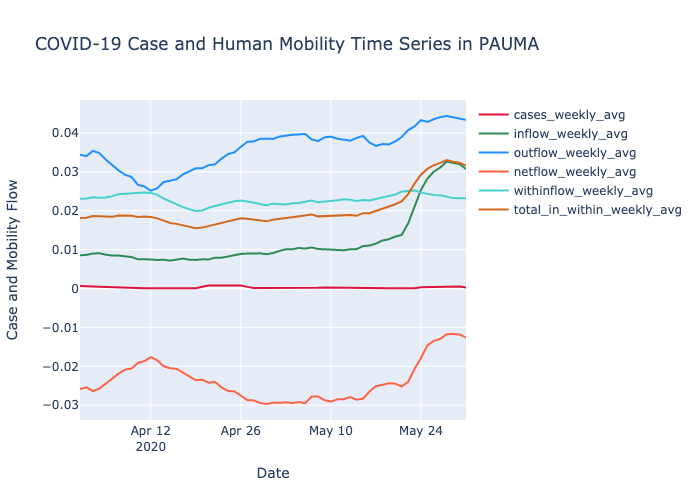 COVID-19 Case and Human Mobility Time Series in PAUMA
cases_weekly_avg
inflow_weekly_avg
outflow_weekly_avg
netflow_weekly_avg
withinflow_weekly_avg
total_in_within_weekly_avg
Case and Mobility Flow
0.04
0.03
0.02
0.01
0
−0.01
−0.02
−0.03
Apr 12
2020
Apr 26
May 10
May 24
Date